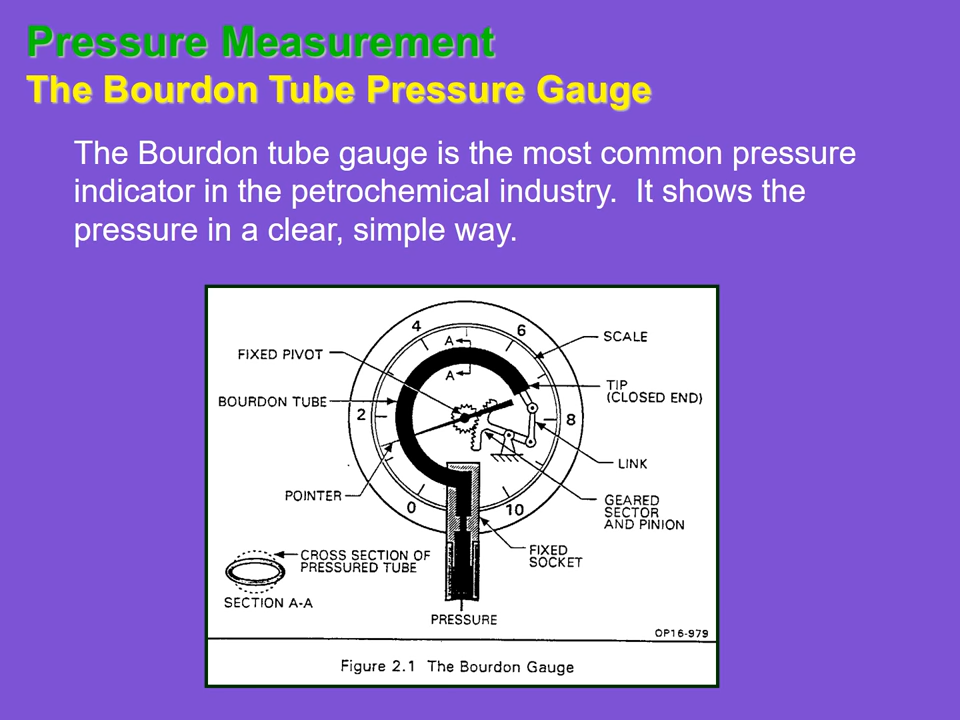 Pressure Measurement
The Bourdon Tube Pressure Gauge
The Bourdon tube gauge is the most common pressure
indicator in the petrochemical industry.  It shows the
pressure in a clear, simple way.
4
6
A
A
SCALE
FIXED PIVOT
TIP
(CLOSED END)
BOURDON TUBE
2
8
LINK
POINTER
0
10
GEARED
SECTOR
AND PINION
CROSS SECTION OF
PRESSURED TUBE
FIXED
SOCKET
SECTION A-A
PRESSURE
OP16-979
Figure 2.1 The Bourdon Gauge